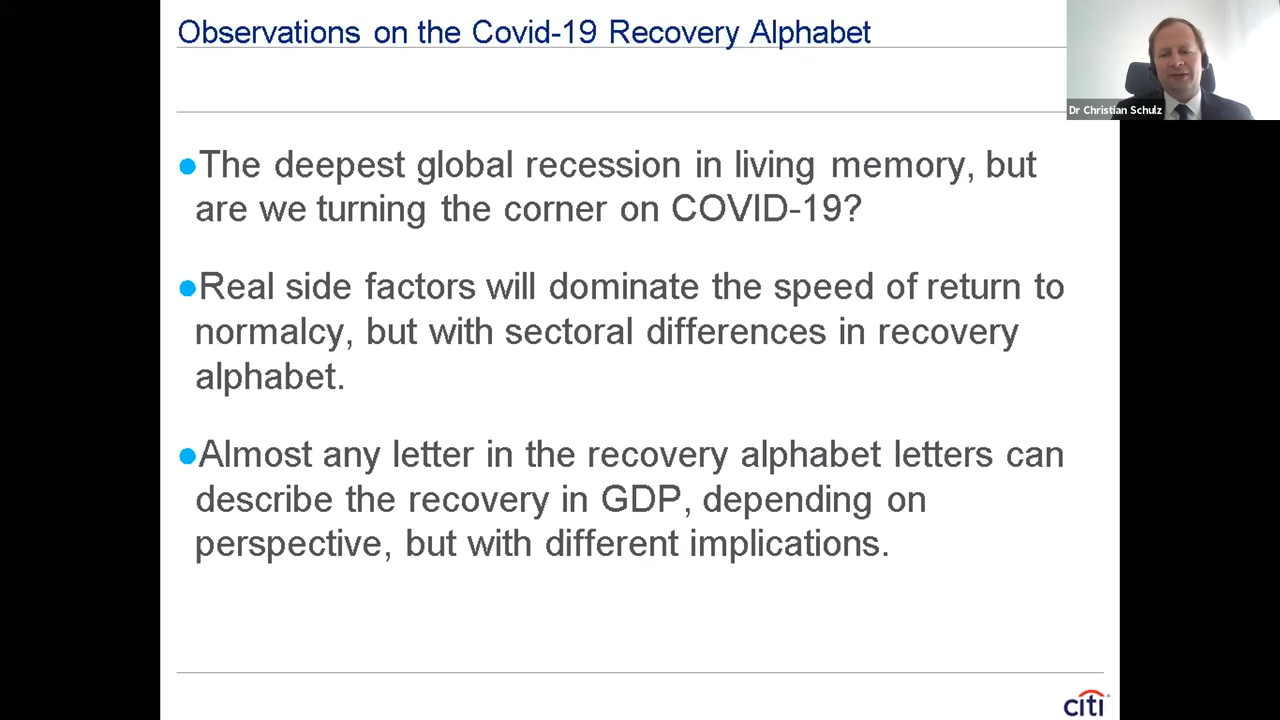 Observations on the Covid-19 Recovery Alphabet
Dr Christian Schulz
●The deepest global recession in living memory, but
are we turning the corner on COVID-19?
●Real side factors will dominate the speed of return to
normalcy, but with sectoral differences in recovery
alphabet.
●Almost any letter in the recovery alphabet letters can
describe the recovery in GDP, depending on
perspective, but with different implications.
citi